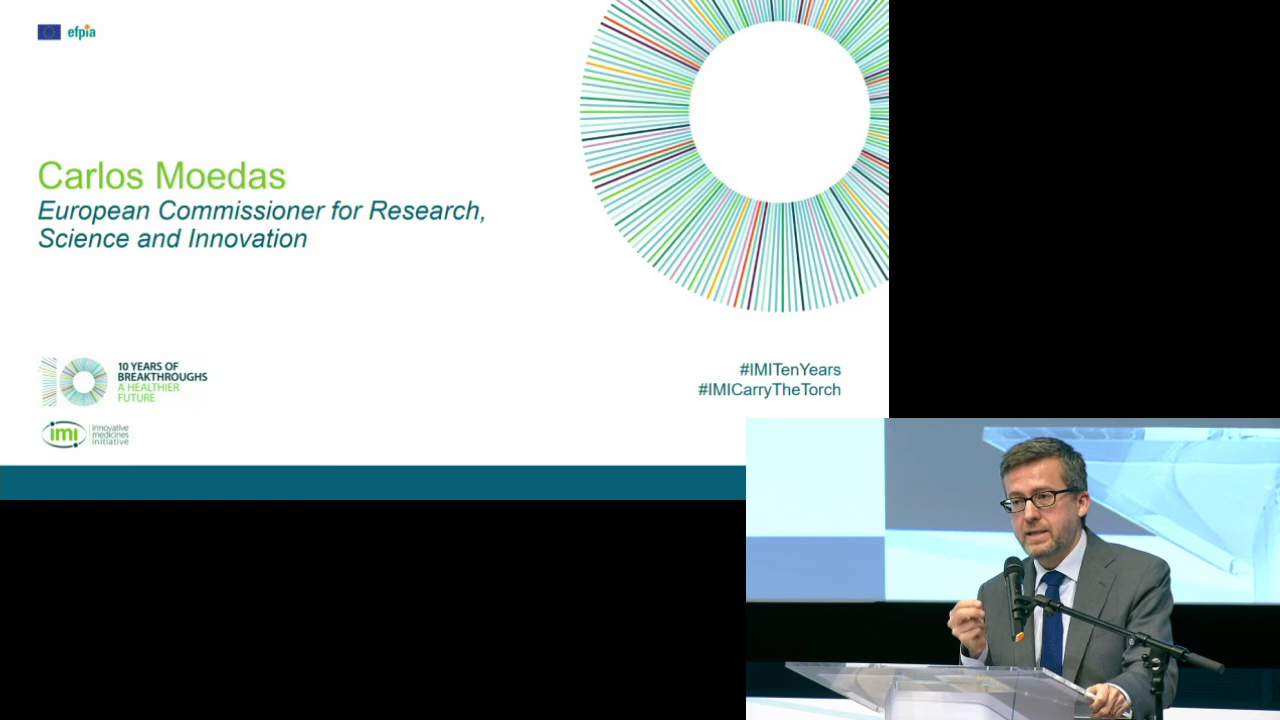 efpia
Carlos Moedas
European Commissioner for Research,
Science and Innovation
10 YEARS OF
BREAKTHROUGHS
A HEALTHIER
FUTURE
#IMITenYears
#IMICarryTheTorch
imi
innovative
medicines
initiative